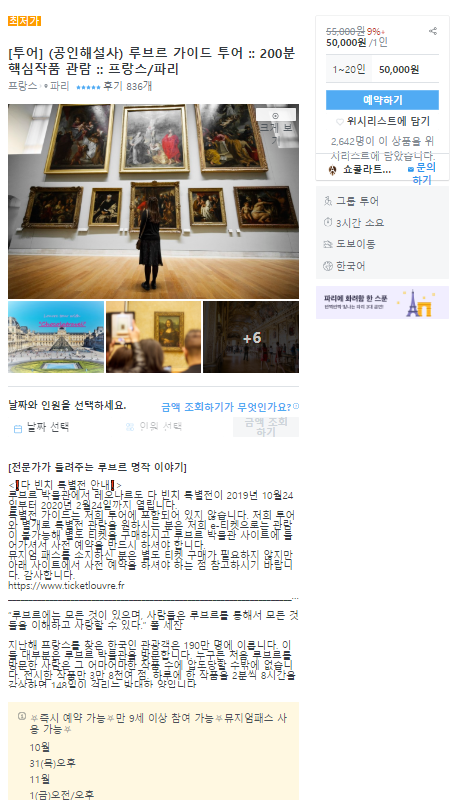 최저가
[투어] (공인해설사) 루브르 가이드 투어 :: 200분
핵심작품 관람 :: 프랑스/파리
프랑스 · 파리 ★★★★★ 후기 836개
크게 보기
+6
날짜와 인원을 선택하세요.
금액 조회하기가 무엇인가요?
날짜 선택
인원 선택
금액 조회
하기
[전문가가 들려주는 루브르 명작 이야기]
<다 빈치 특별전 안내>
루브르 박물관에서 레오나르도 다 빈치 특별전이 2019년 10월24
일부터 2020년 2월24일까지 열립니다.
특별전 가이드는 저희 투어에 포함되어 있지 않습니다. 저희 투어
와 별개로 특별전 관람을 원하시는 분은 저희 e-티켓으로는 관람
이 불가능해 별도 티켓을 구매하시고 루브르 박물관 사이트에 들
어가셔서 사전 예약을 반드시 하셔야 합니다.
뮤지엄 패스를 소지하신 분은 별도 티켓 구매가 필요하지 않지만
아래 사이트에서 사전 예약을 하셔야 하는 점 참고하시기 바랍니
다. 감사합니다.
https://www.ticketlouvre.fr
“루브르에는 모든 것이 있으며, 사람들은 루브르를 통해서 모든 것
들을 이해하고 사랑할 수 있다.” 폴 세잔
지난해 프랑스를 찾은 한국인 관광객은 190만 명에 이릅니다. 이
들 대부분은 루브르 박물관을 방문합니다. 누구든 처음 루브르를
방문한 사람은 그 어마어마한 작품 수에 압도당할 수밖에 없습니
다. 전시한 작품만 3만 8천여 점, 하루에 한 작품을 2분씩 8시간을
감상하면 148일이 걸리는 방대한 양입니다.
즉시 예약 가능 만 9세 이상 참여 가능 뮤지엄패스 사
용 가능
10월
31(목)오후
11월
1(금)오전/오후
55,000원 9%↓
50,000원 /1인
1~20인 50,000원
예약하기
위시리스트에 담기
2,642명이 이 상품을 위
시리스트에 담았습니다.
쇼콜라트...
문의
하기
그룹 투어
3시간 소요
도보이동
한국어
파리에 화려함 한 스푼